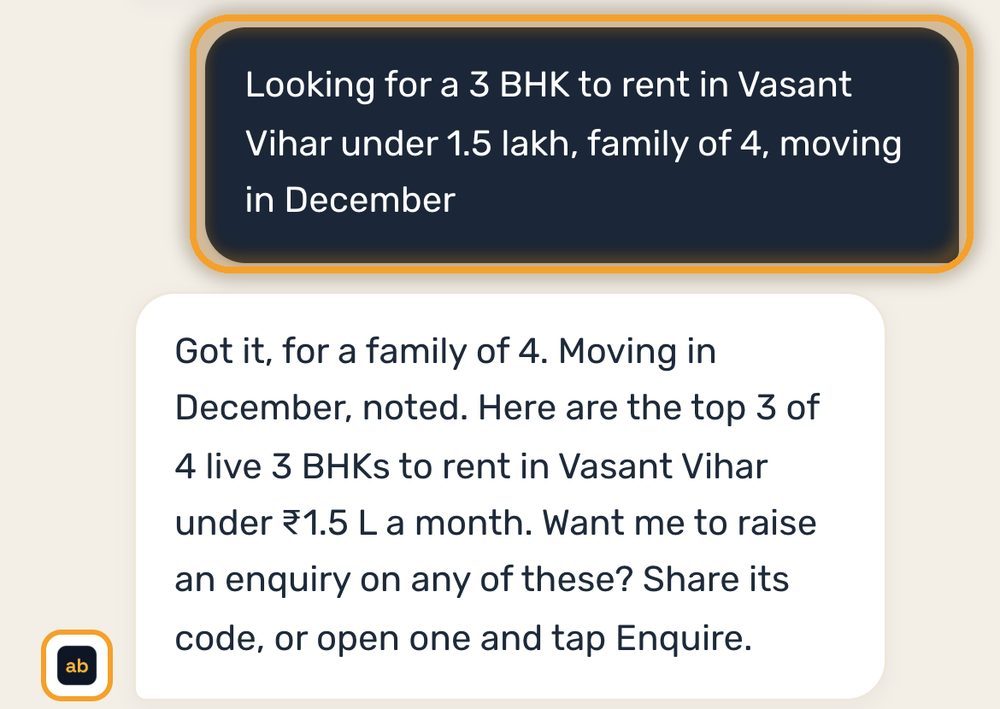 Looking for a 3 BHK to rent in Vasant
Vihar under 1.5 lakh, family of 4, moving
in December
Got it, for a family of 4. Moving in
December, noted. Here are the top 3 of
4 live 3 BHKs to rent in Vasant Vihar
under ₹1.5 L a month. Want me to raise
an enquiry on any of these? Share its
code, or open one and tap Enquire.
ab